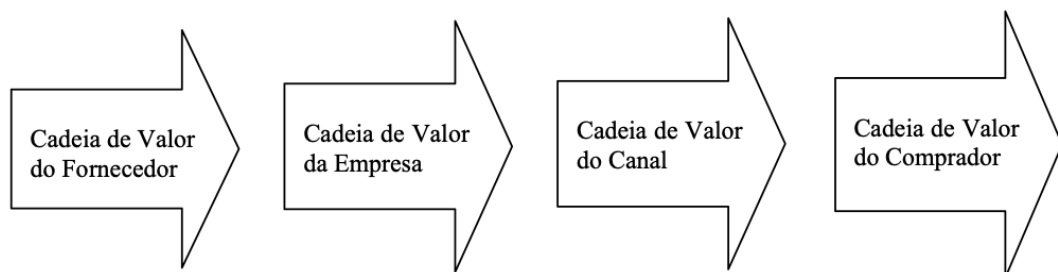 Cadeia de Valor
do Fornecedor
Cadeia de Valor
da Empresa
Cadeia de Valor
do Canal
Cadeia de Valor
do Comprador